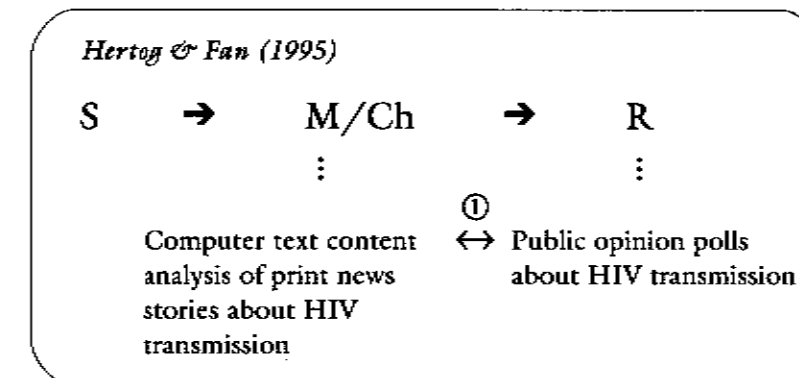 Hertog & Fan (1995)
S → M/Ch → R
⋮ ⋮
①
Computer text content ↔ Public opinion polls
analysis of print news about HIV transmission
stories about HIV
transmission